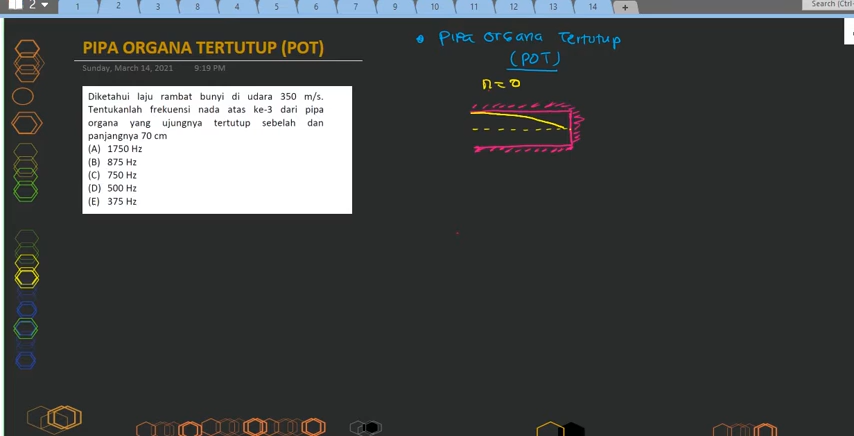 2
1
2
3
8
4
5
6
7
9
10
11
12
13
14
+
Search (Ctrl
PIPA ORGANA TERTUTUP (POT)
Sunday, March 14, 2021 9:19 PM
Diketahui laju rambat bunyi di udara 350 m/s.
Tentukanlah frekuensi nada atas ke-3 dari pipa
organa yang ujungnya tertutup sebelah dan
panjangnya 70 cm
(A) 1750 Hz
(B) 875 Hz
(C) 750 Hz
(D) 500 Hz
(E) 375 Hz
Pipa organa Tertutup
(POT)
n = 0